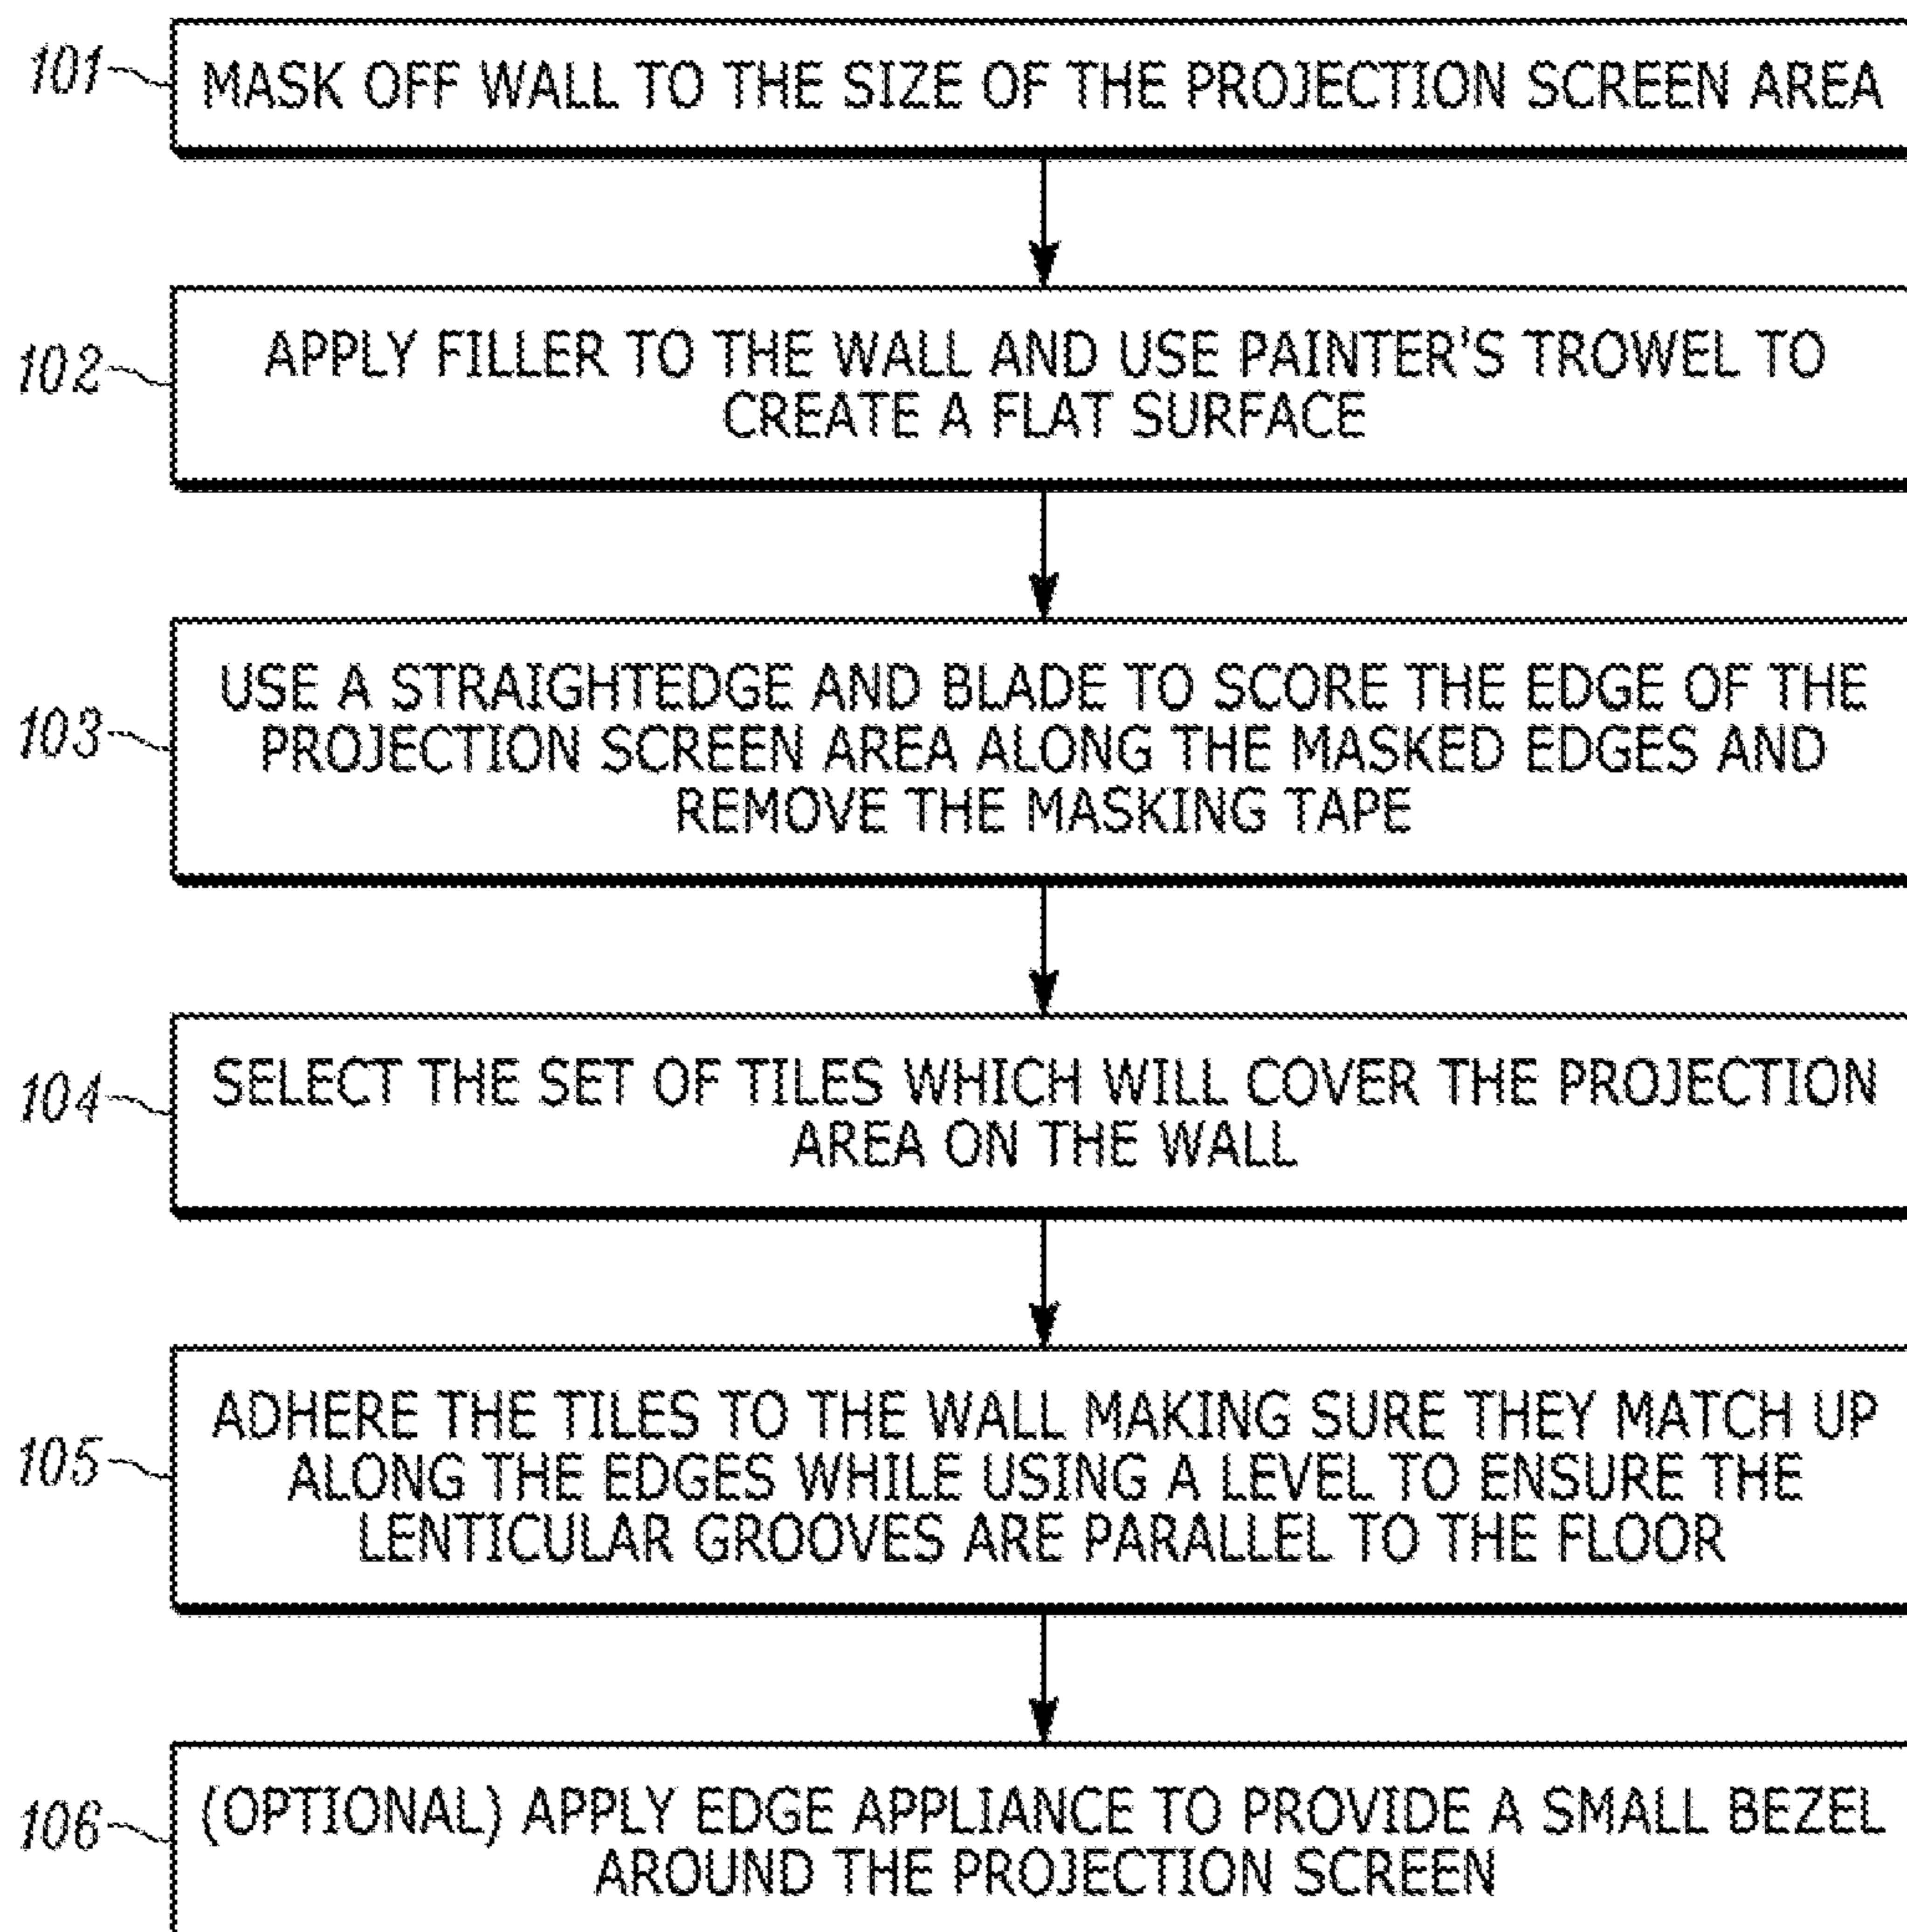 101
MASK OFF WALL TO THE SIZE OF THE PROJECTION SCREEN AREA
102
APPLY FILLER TO THE WALL AND USE PAINTER'S TROWEL TO
CREATE A FLAT SURFACE
103
USE A STRAIGHTEDGE AND BLADE TO SCORE THE EDGE OF THE
PROJECTION SCREEN AREA ALONG THE MASKED EDGES AND
REMOVE THE MASKING TAPE
104
SELECT THE SET OF TILES WHICH WILL COVER THE PROJECTION
AREA ON THE WALL
105
ADHERE THE TILES TO THE WALL MAKING SURE THEY MATCH UP
ALONG THE EDGES WHILE USING A LEVEL TO ENSURE THE
LENTICULAR GROOVES ARE PARALLEL TO THE FLOOR
106
(OPTIONAL) APPLY EDGE APPLIANCE TO PROVIDE A SMALL BEZEL
AROUND THE PROJECTION SCREEN